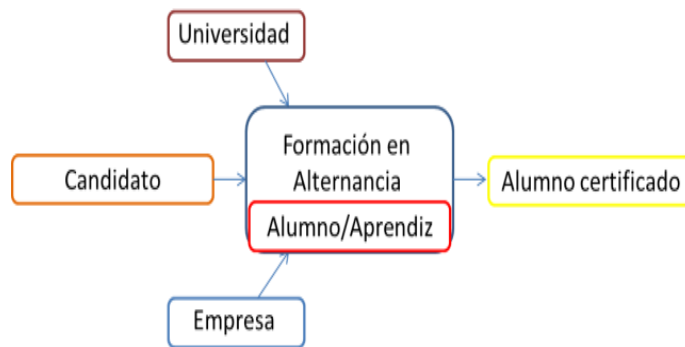 Universidad
Formación en
Alternancia
Candidato
Alumno/Aprendiz
Alumno certificado
Empresa